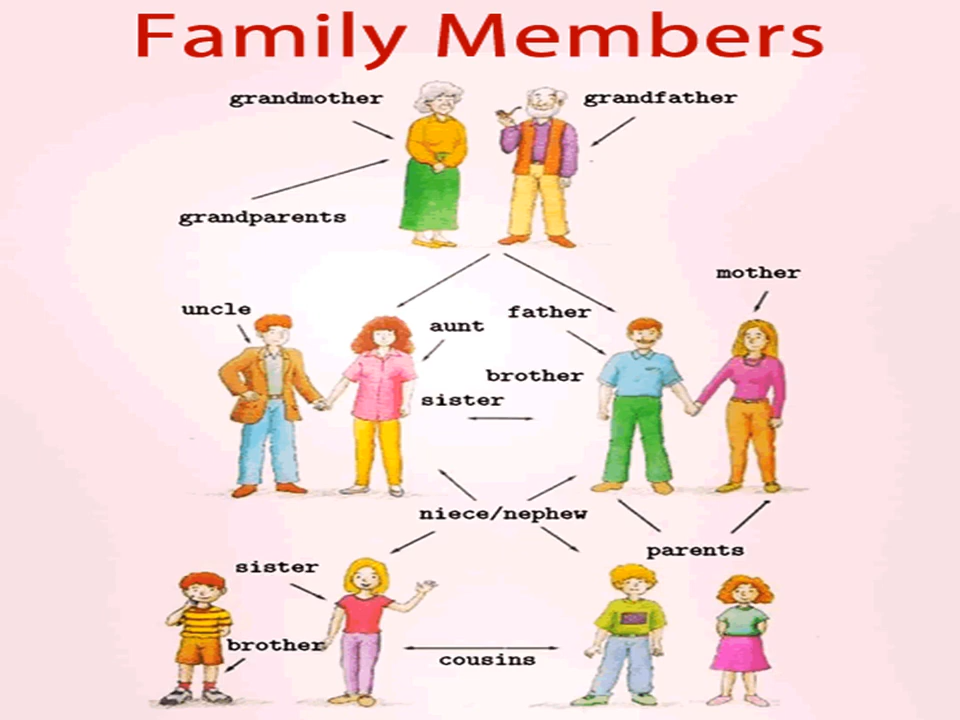 Family Members
grandmother
grandfather
grandparents
mother
uncle
father
aunt
brother
sister
niece/nephew
parents
sister
brother
cousins